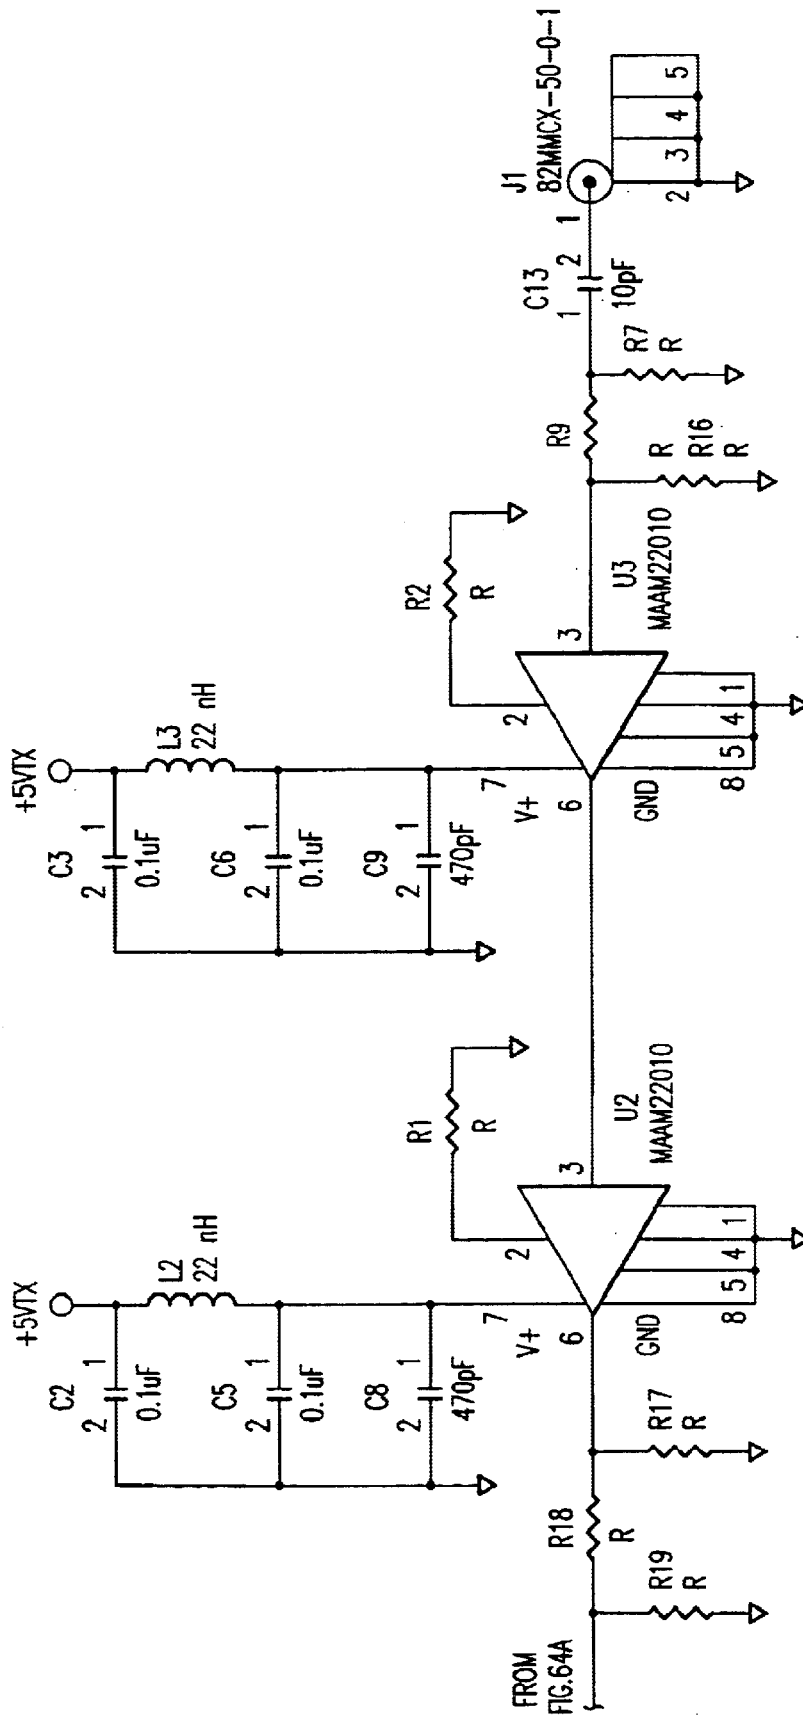 FROM
FIG.64A
R19
R
R18
R
R17
R
+5VTX
C2
2
1
0.1uF
L2
22 nH
C5
2
1
0.1uF
C8
2
1
470pF
7
V+
6
GND
8
5
4
1
2
3
R1
R
U2
MAAM22010
+5VTX
C3
2
1
0.1uF
L3
22 nH
C6
2
1
0.1uF
C9
2
1
470pF
7
V+
6
GND
8
5
4
1
2
3
R2
R
U3
MAAM22010
R
R16
R
R9
R7
R
C13
1
2
10pF
J1
82MMCX-50-0-1
1
2
3
4
5